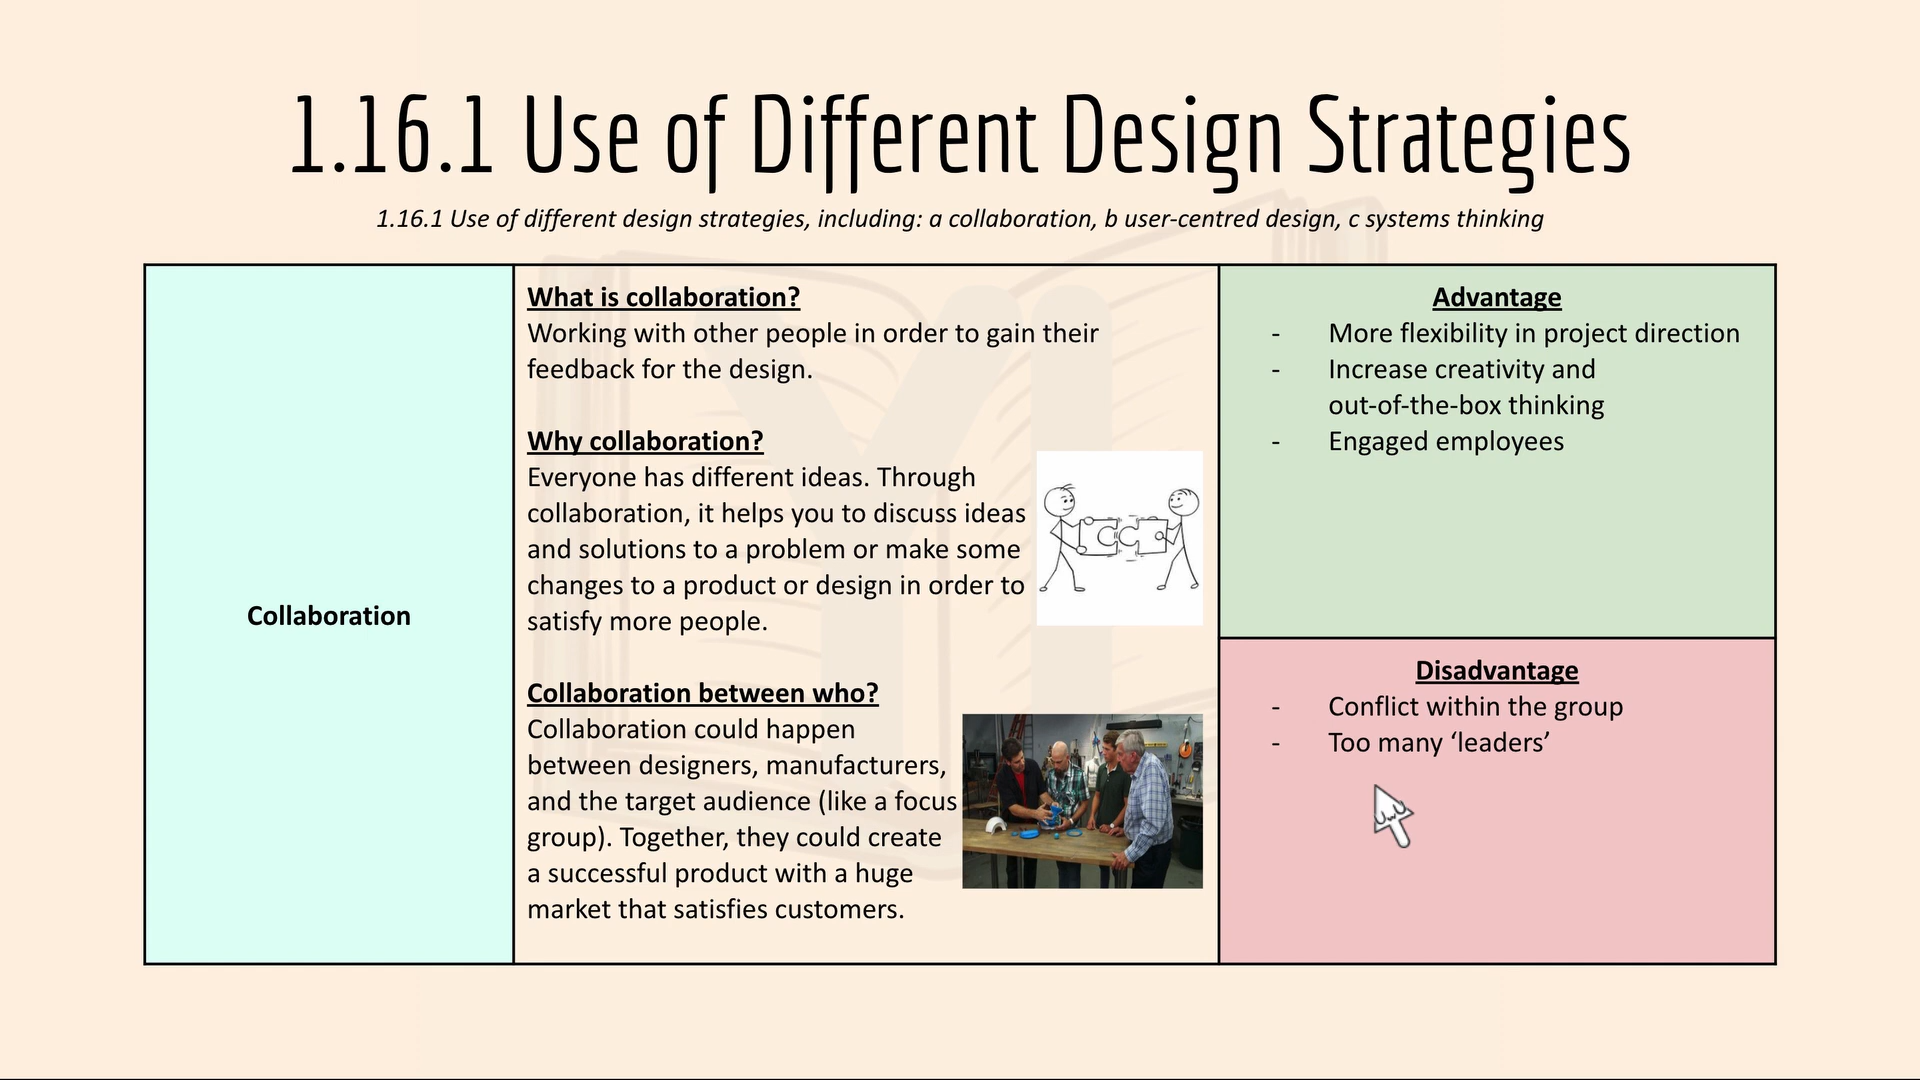 1.16.1 Use of Different Design Strategies
1.16.1 Use of different design strategies, including: a collaboration, b user-centred design, c systems thinking
Collaboration
What is collaboration?
Working with other people in order to gain their
feedback for the design.
Why collaboration?
Everyone has different ideas. Through
collaboration, it helps you to discuss ideas
and solutions to a problem or make some
changes to a product or design in order to
satisfy more people.
Collaboration between who?
Collaboration could happen
between designers, manufacturers,
and the target audience (like a focus
group). Together, they could create
a successful product with a huge
market that satisfies customers.
Advantage
- More flexibility in project direction
- Increase creativity and
out-of-the-box thinking
- Engaged employees
Disadvantage
- Conflict within the group
- Too many ‘leaders’